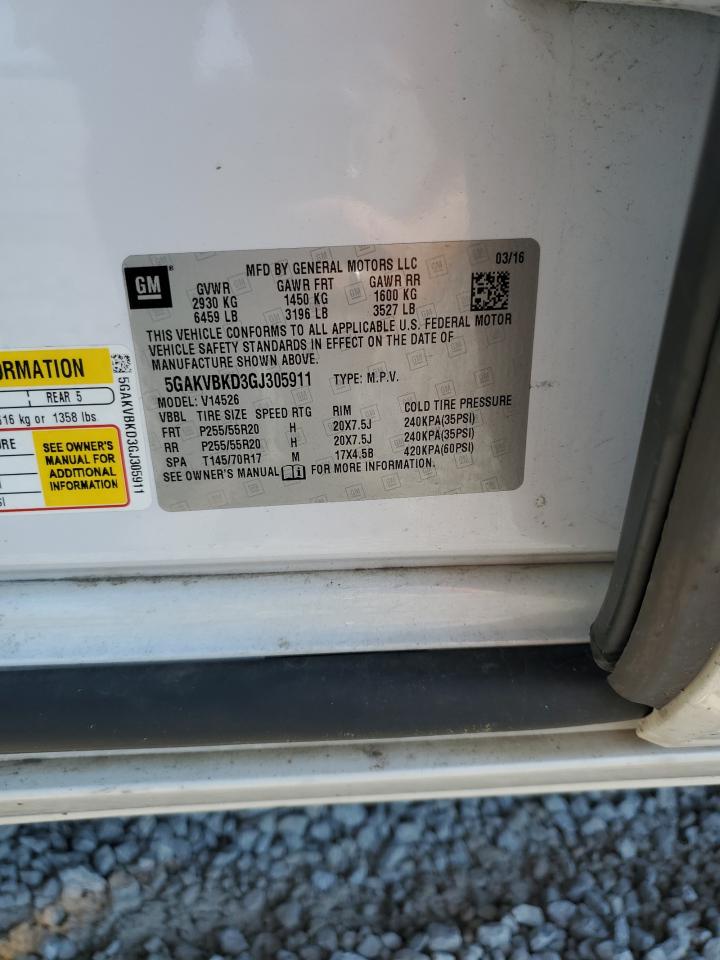 GM
MFD BY GENERAL MOTORS LLC 03/16
GVWR GAWR FRT GAWR RR
2930 KG 1450 KG 1600 KG
6459 LB 3196 LB 3527 LB
THIS VEHICLE CONFORMS TO ALL APPLICABLE U.S. FEDERAL MOTOR
VEHICLE SAFETY STANDARDS IN EFFECT ON THE DATE OF
MANUFACTURE SHOWN ABOVE.
5GAKVBKD3GJ305911 TYPE: M.P.V.
MODEL: V14526
VBBL TIRE SIZE SPEED RTG RIM COLD TIRE PRESSURE
FRT P255/55R20 H 20X7.5J 240KPA(35PSI)
RR P255/55R20 H 20X7.5J 240KPA(35PSI)
SPA T145/70R17 M 17X4.5B 420KPA(60PSI)
SEE OWNER'S MANUAL FOR MORE INFORMATION.
REAR 5
kg or 1358 lbs.
SEE OWNER'S
MANUAL FOR
ADDITIONAL
INFORMATION
5GAKVBKD3GJ305911